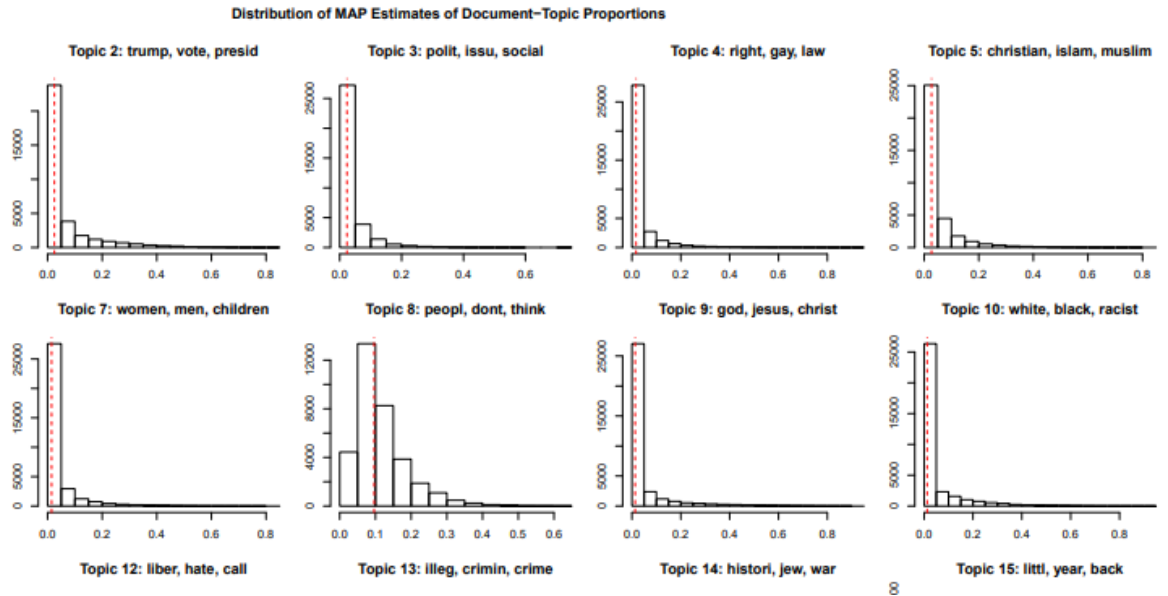 Distribution of MAP Estimates of Document−Topic Proportions
Topic 2: trump, vote, presid
0 5000 15000
0.0 0.2 0.4 0.6 0.8
Topic 3: polit, issu, social
0 5000 15000 25000
0.0 0.2 0.4 0.6
Topic 4: right, gay, law
0 5000 15000 25000
0.0 0.2 0.4 0.6 0.8
Topic 5: christian, islam, muslim
0 5000 15000 25000
0.0 0.2 0.4 0.6 0.8
Topic 7: women, men, children
0 5000 15000 25000
0.0 0.2 0.4 0.6 0.8
Topic 8: peopl, dont, think
0 4000 8000 12000
0.0 0.1 0.2 0.3 0.4 0.5 0.6
Topic 9: god, jesus, christ
0 5000 15000 25000
0.0 0.2 0.4 0.6 0.8
Topic 10: white, black, racist
0 5000 15000 25000
0.0 0.2 0.4 0.6 0.8
Topic 12: liber, hate, call
Topic 13: illeg, crimin, crime
Topic 14: histori, jew, war
Topic 15: littl, year, back